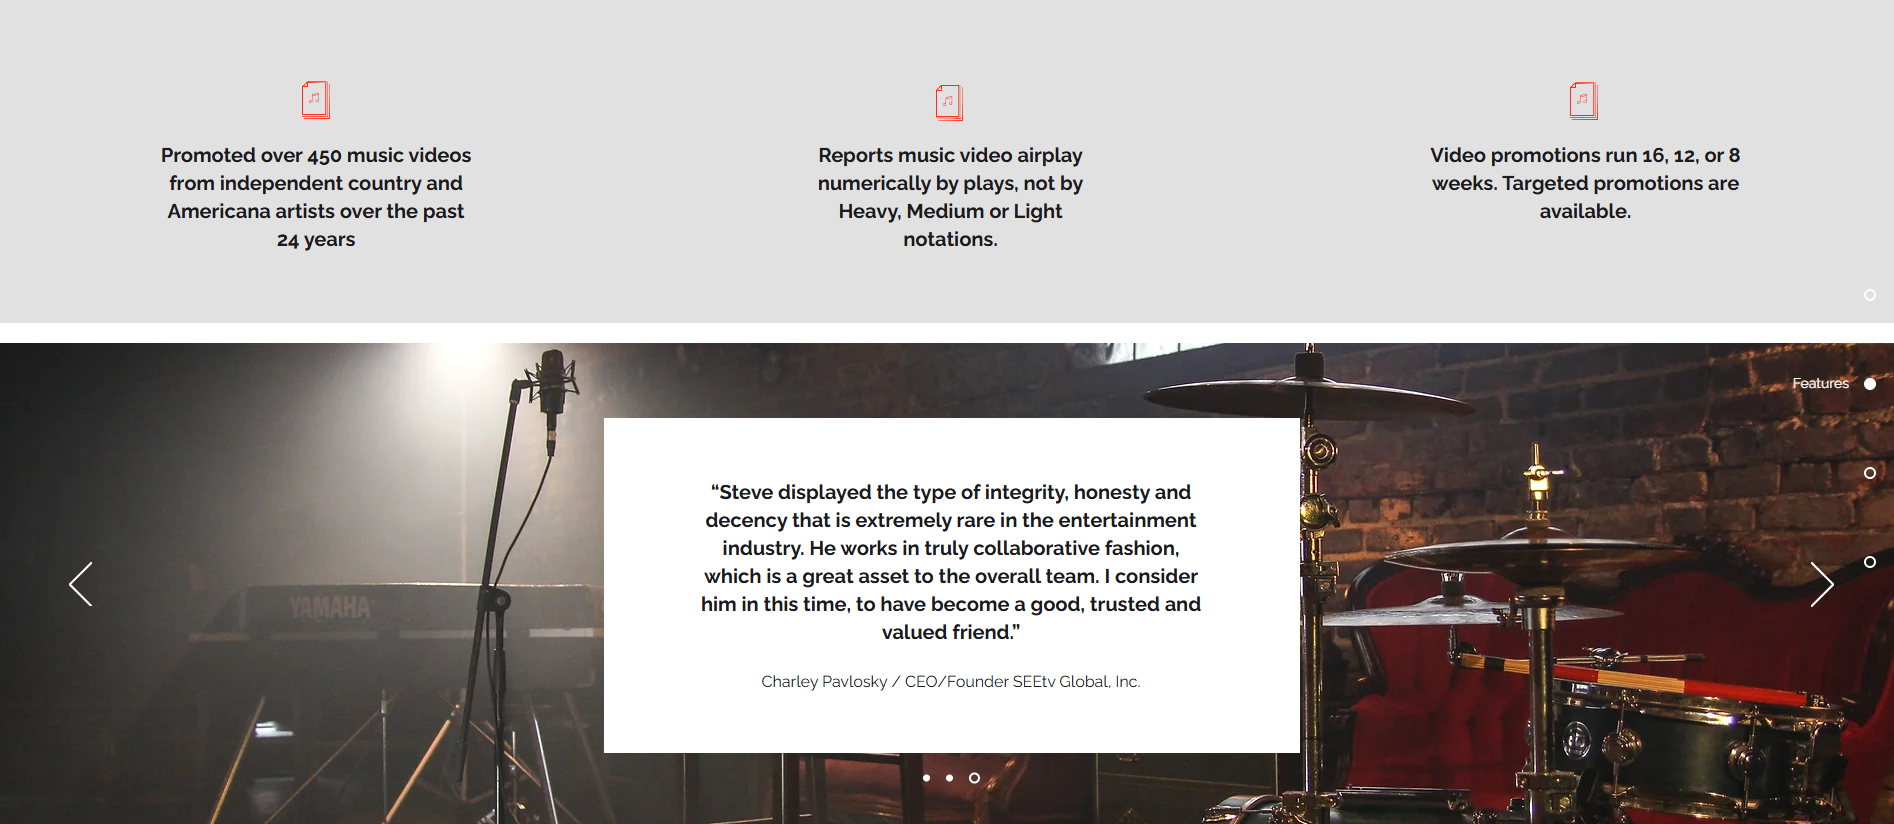 Promoted over 450 music videos
from independent country and
Americana artists over the past
24 years
Reports music video airplay
numerically by plays, not by
Heavy, Medium or Light
notations.
Video promotions run 16, 12, or 8
weeks. Targeted promotions are
available.
Features
“Steve displayed the type of integrity, honesty and
decency that is extremely rare in the entertainment
industry. He works in truly collaborative fashion,
which is a great asset to the overall team. I consider
him in this time, to have become a good, trusted and
valued friend.”
Charley Pavlosky / CEO/Founder SEEtv Global, Inc.
YAMAHA